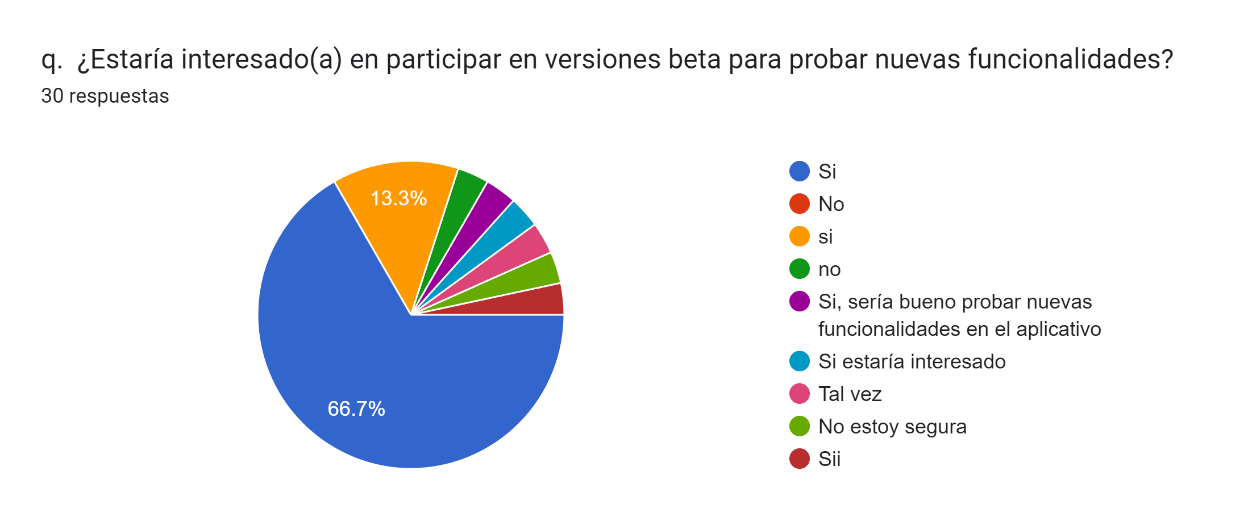 q. ¿Estaría interesado(a) en participar en versiones beta para probar nuevas funcionalidades?
30 respuestas
13.3%
66.7%
Si
No
si
no
Si, sería bueno probar nuevas
funcionalidades en el aplicativo
Si estaría interesado
Tal vez
No estoy segura
Sii